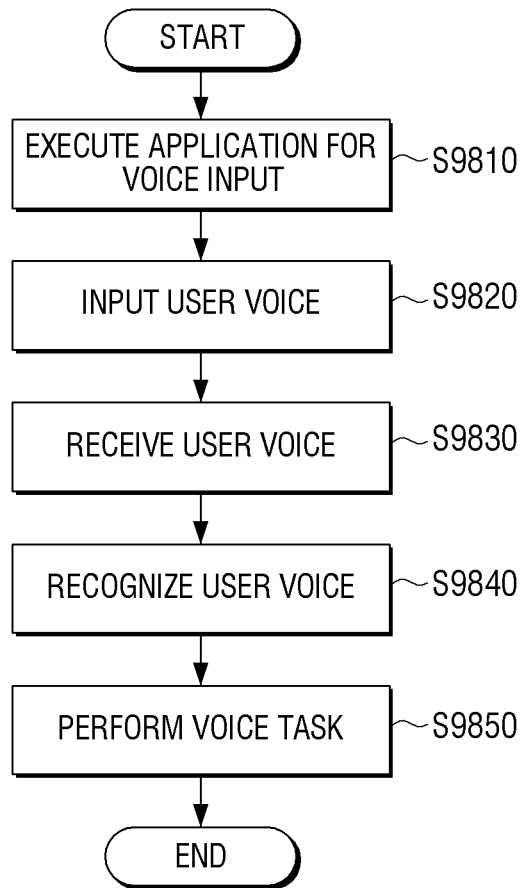 START
EXECUTE APPLICATION FOR
VOICE INPUT
S9810
INPUT USER VOICE
S9820
RECEIVE USER VOICE
S9830
RECOGNIZE USER VOICE
S9840
PERFORM VOICE TASK
S9850
END